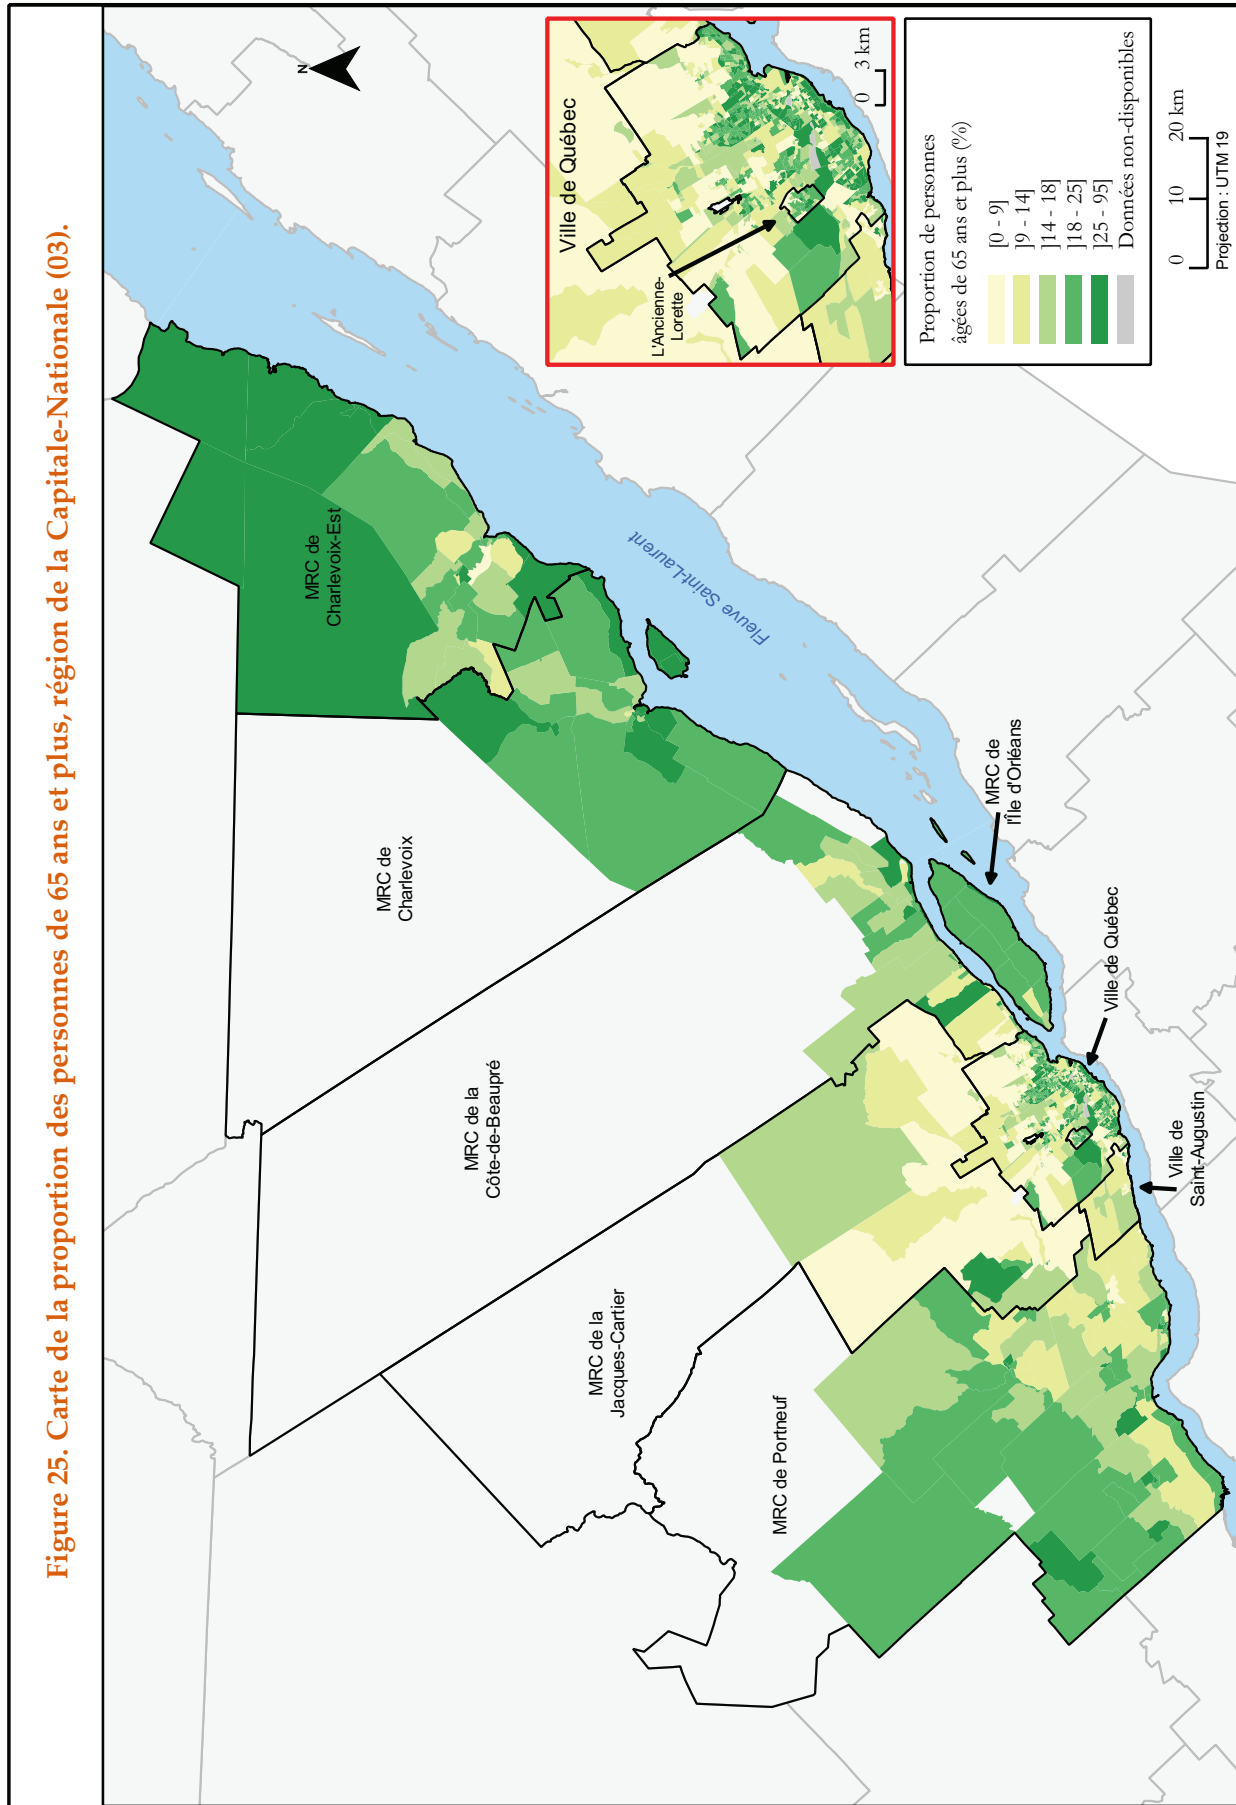 Figure 25. Carte de la proportion des personnes de 65 ans et plus, région de la Capitale-Nationale (03).
N
MRC de
Charlevoix-Est
MRC de
Charlevoix
MRC de la
Côte-de-Beaupré
MRC de la
Jacques-Cartier
MRC de Portneuf
Fleuve Saint-Laurent
MRC de
l'Île d'Orléans
Ville de Québec
Ville de
Saint-Augustin
Ville de Québec
L'Ancienne-
Lorette
0 3 km
Proportion de personnes
âgées de 65 ans et plus (%)
[0 - 9]
]9 - 14]
]14 - 18]
]18 - 25]
]25 - 95]
Données non-disponibles
0 10 20 km
Projection : UTM 19